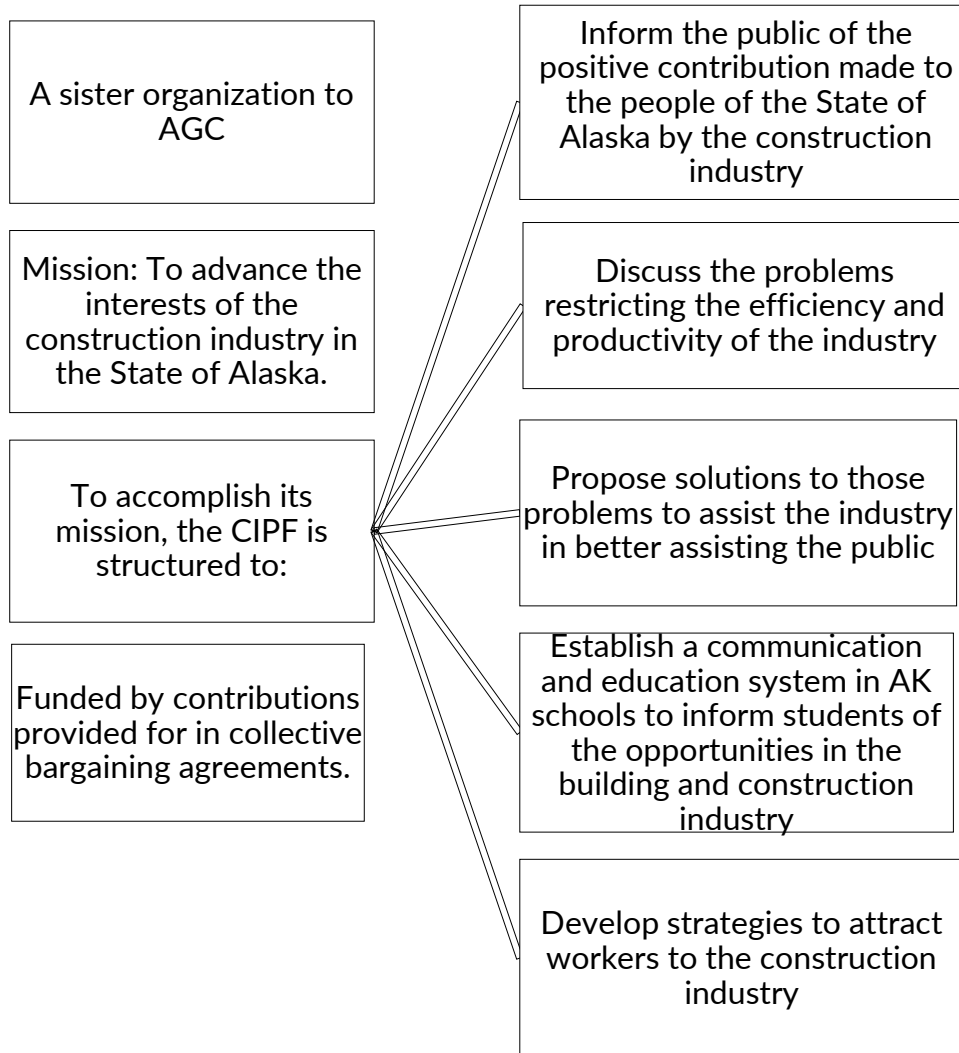 A sister organization to
AGC
Mission: To advance the
interests of the
construction industry in
the State of Alaska.
To accomplish its
mission, the CIPF is
structured to:
Funded by contributions
provided for in collective
bargaining agreements.
Inform the public of the
positive contribution made to
the people of the State of
Alaska by the construction
industry
Discuss the problems
restricting the efficiency and
productivity of the industry
Propose solutions to those
problems to assist the industry
in better assisting the public
Establish a communication
and education system in AK
schools to inform students of
the opportunities in the
building and construction
industry
Develop strategies to attract
workers to the construction
industry